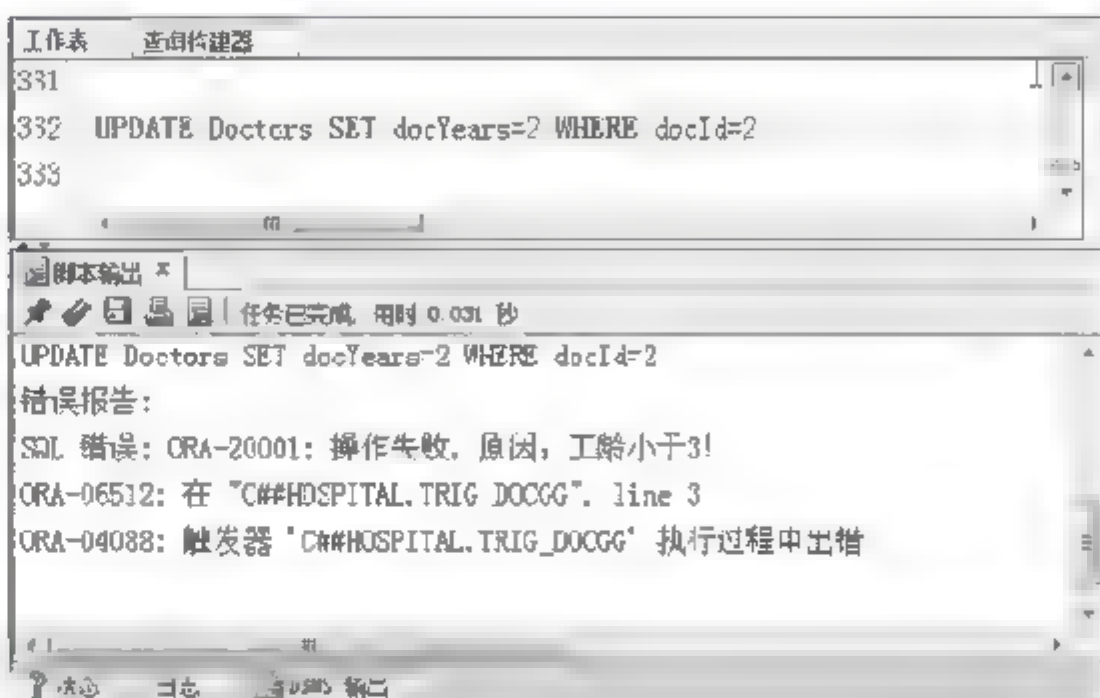 工作表 查询构建器
331
332 UPDATE Doctors SET docYears=2 WHERE docId=2
333
脚本输出 ×
任务已完成, 用时 0.031 秒
UPDATE Doctors SET docYears=2 WHERE docId=2
错误报告:
SQL 错误: ORA-20001: 操作失败, 原因, 工龄小于3!
ORA-06512: 在 "C##HOSPITAL.TRIG_DOCGG", line 3
ORA-04088: 触发器 'C##HOSPITAL.TRIG_DOCGG' 执行过程中出错
日志 输出